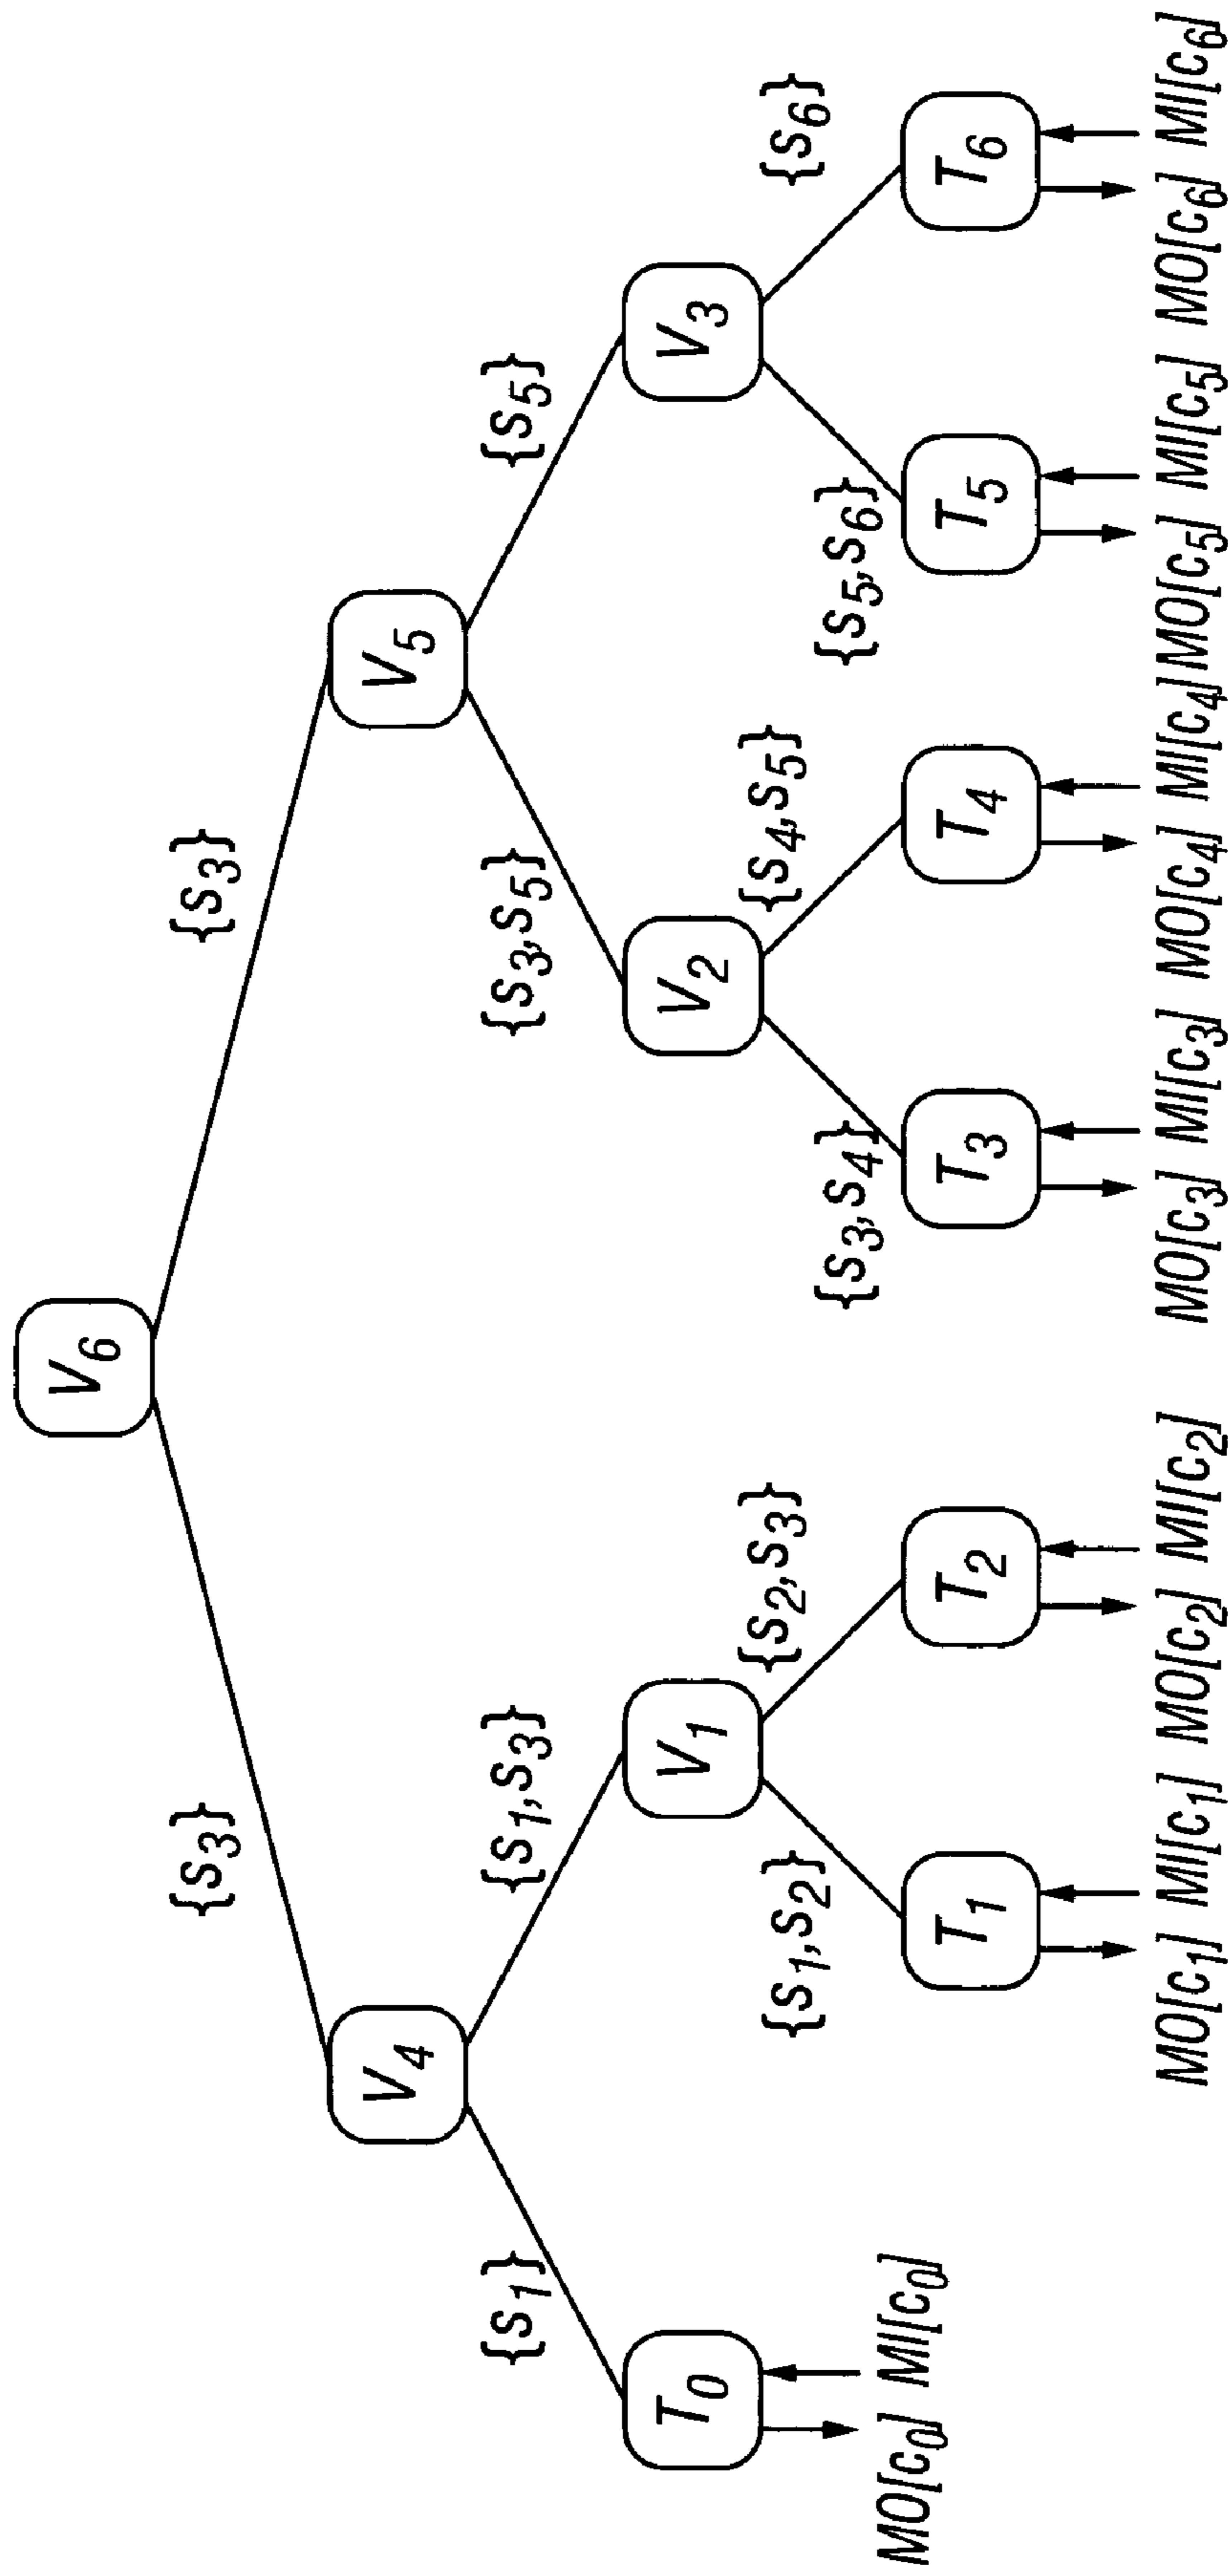 V6
{s3} {s3}
V4 V5
{s1} {s1,s3} {s3,s5} {s5}
T0 V1 V2 V3
MO[c0] MI[c0]
{s1,s2} {s2,s3} {s3,s4} {s4,s5} {s5,s6} {s6}
T1 T2 T3 T4 T5 T6
MO[c1] MI[c1] MO[c2] MI[c2] MO[c3] MI[c3] MO[c4] MI[c4] MO[c5] MI[c5] MO[c6] MI[c6]